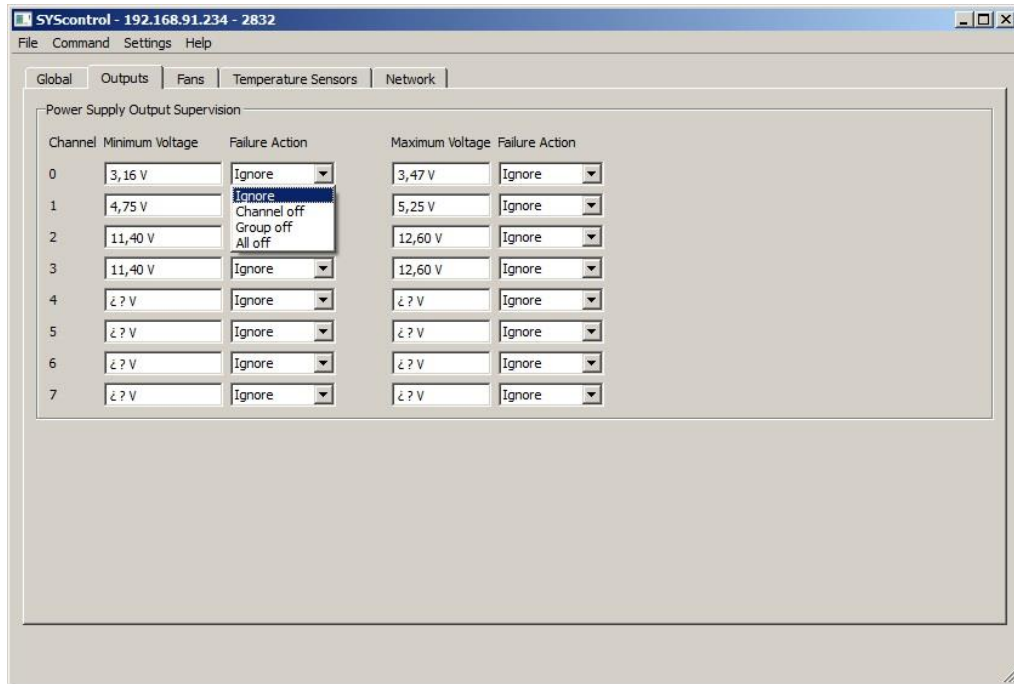 SYScontrol - 192.168.91.234 - 2832
File Command Settings Help
Global Outputs Fans Temperature Sensors Network
Power Supply Output Supervision
Channel Minimum Voltage Failure Action Maximum Voltage Failure Action
0 3,16 V Ignore 3,47 V Ignore
Ignore
1 4,75 V Channel off 5,25 V Ignore
Group off
2 11,40 V All off 12,60 V Ignore
3 11,40 V Ignore 12,60 V Ignore
4 ¿ ? V Ignore ¿ ? V Ignore
5 ¿ ? V Ignore ¿ ? V Ignore
6 ¿ ? V Ignore ¿ ? V Ignore
7 ¿ ? V Ignore ¿ ? V Ignore